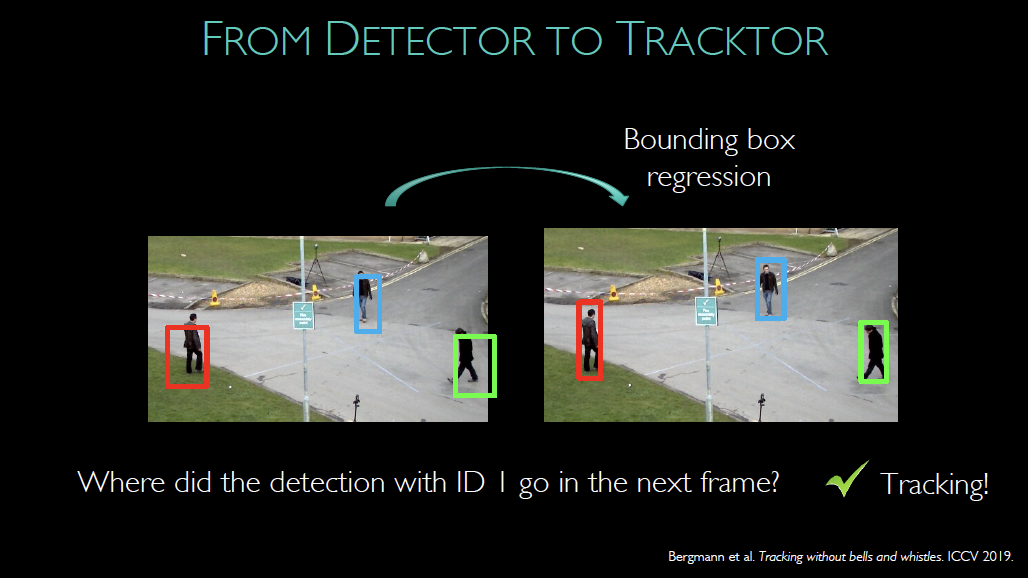 FROM DETECTOR TO TRACKTOR
Bounding box
regression
Where did the detection with ID 1 go in the next frame?
Tracking!
Bergmann et al. Tracking without bells and whistles. ICCV 2019.